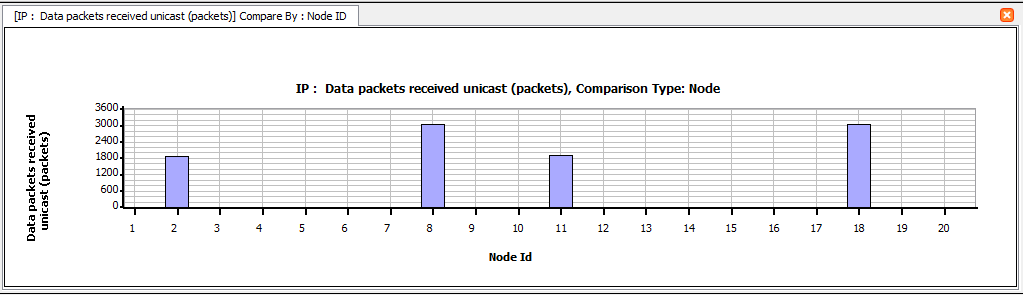 [IP :  Data packets received unicast (packets)] Compare By : Node ID
IP :  Data packets received unicast (packets), Comparison Type: Node
Data packets received
unicast (packets)
3600
3000
2400
1800
1200
600
0
1 2 3 4 5 6 7 8 9 10 11 12 13 14 15 16 17 18 19 20
Node Id